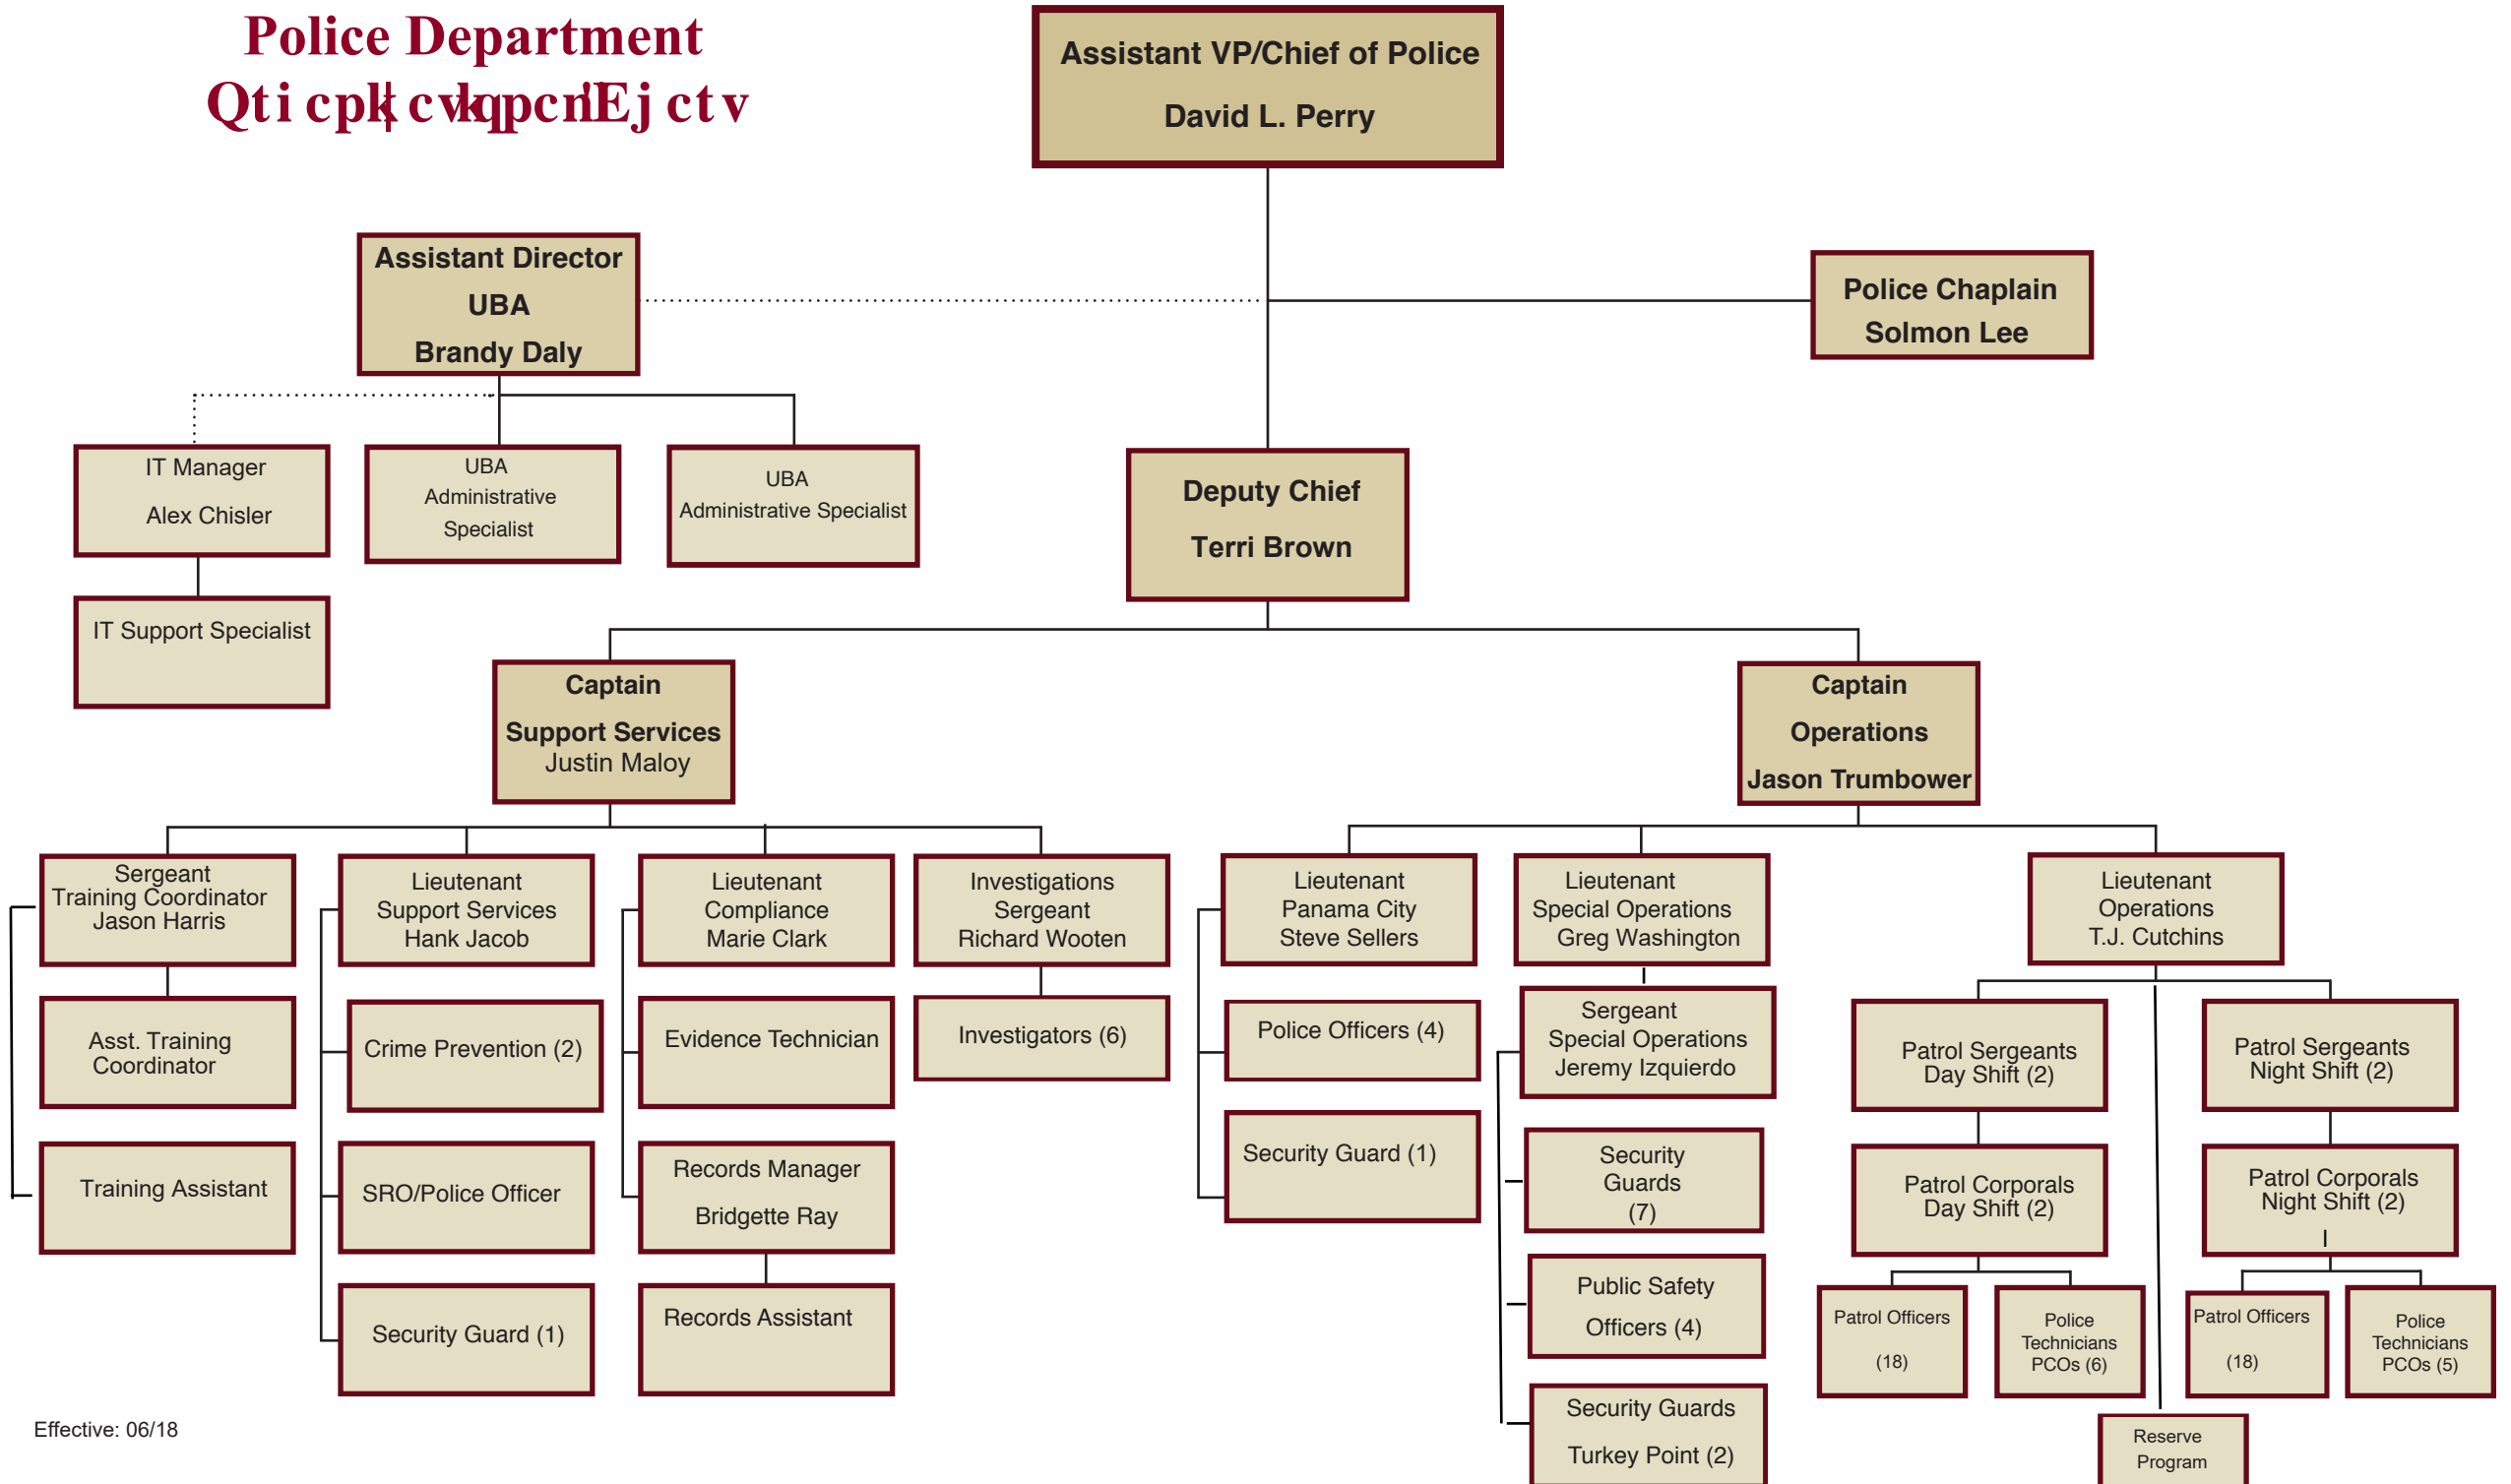 Police Department
Qti cpk| cvkqpcn'Ej ctv
Assistant VP/Chief of Police
David L. Perry
Assistant Director
UBA
Brandy Daly
Police Chaplain
Solmon Lee
IT Manager
Alex Chisler
UBA
Administrative
Specialist
UBA
Administrative Specialist
Deputy Chief
Terri Brown
IT Support Specialist
Captain
Support Services
Justin Maloy
Captain
Operations
Jason Trumbower
Sergeant
Training Coordinator
Jason Harris
Lieutenant
Support Services
Hank Jacob
Lieutenant
Compliance
Marie Clark
Investigations
Sergeant
Richard Wooten
Lieutenant
Panama City
Steve Sellers
Lieutenant
Special Operations
Greg Washington
Lieutenant
Operations
T.J. Cutchins
Asst. Training
Coordinator
Crime Prevention (2)
Evidence Technician
Investigators (6)
Police Officers (4)
Sergeant
Special Operations
Jeremy Izquierdo
Patrol Sergeants
Day Shift (2)
Patrol Sergeants
Night Shift (2)
Training Assistant
SRO/Police Officer
Records Manager
Bridgette Ray
Security Guard (1)
Security
Guards
(7)
Patrol Corporals
Day Shift (2)
Patrol Corporals
Night Shift (2)
Security Guard (1)
Records Assistant
Public Safety
Officers (4)
Patrol Officers
(18)
Police
Technicians
PCOs (6)
Patrol Officers
(18)
Police
Technicians
PCOs (5)
Security Guards
Turkey Point (2)
Reserve
Program
Effective: 06/18